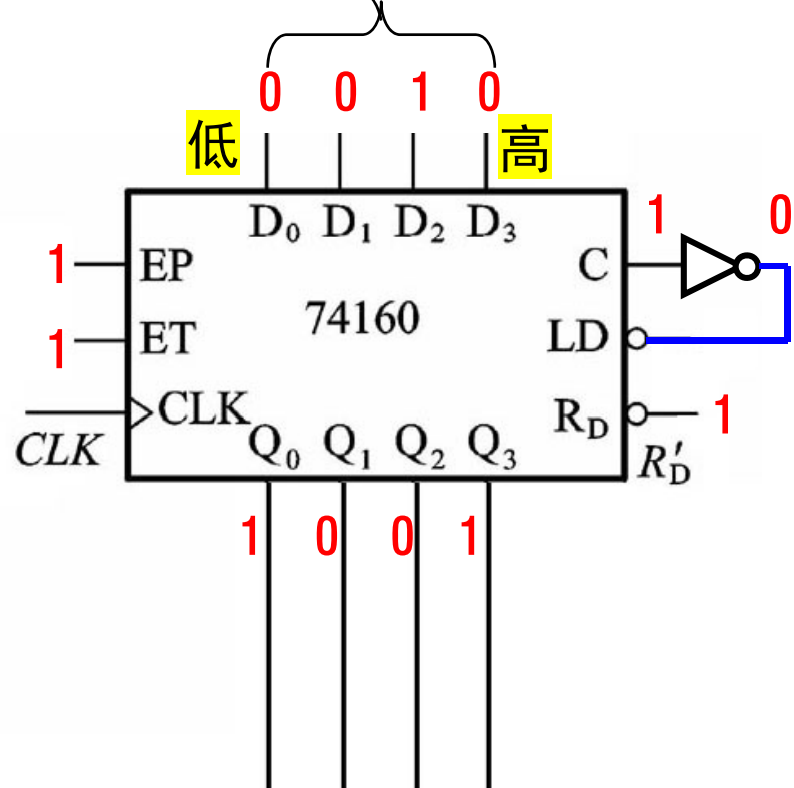 0 0 1 0
低 高
D0 D1 D2 D3
1 EP C 1 0
74160
1 ET LD
CLK CLK RD 1
Q0 Q1 Q2 Q3 R′D
1 0 0 1